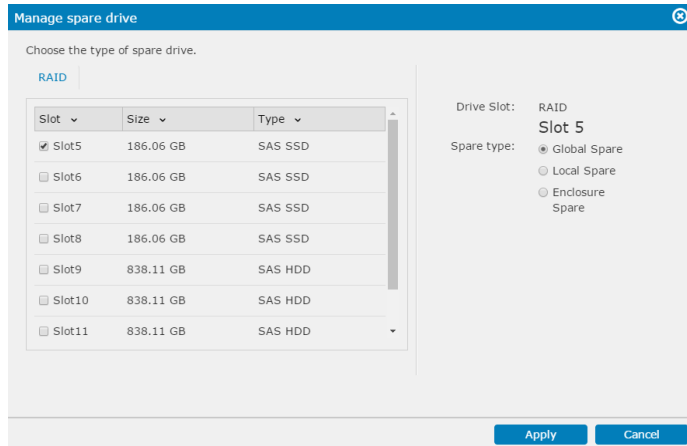 Manage spare drive
Choose the type of spare drive.
RAID
Slot Size Type
Slot5 186.06 GB SAS SSD
Slot6 186.06 GB SAS SSD
Slot7 186.06 GB SAS SSD
Slot8 186.06 GB SAS SSD
Slot9 838.11 GB SAS HDD
Slot10 838.11 GB SAS HDD
Slot11 838.11 GB SAS HDD
Drive Slot: RAID
Slot 5
Spare type: Global Spare
Local Spare
Enclosure
Spare
Apply Cancel